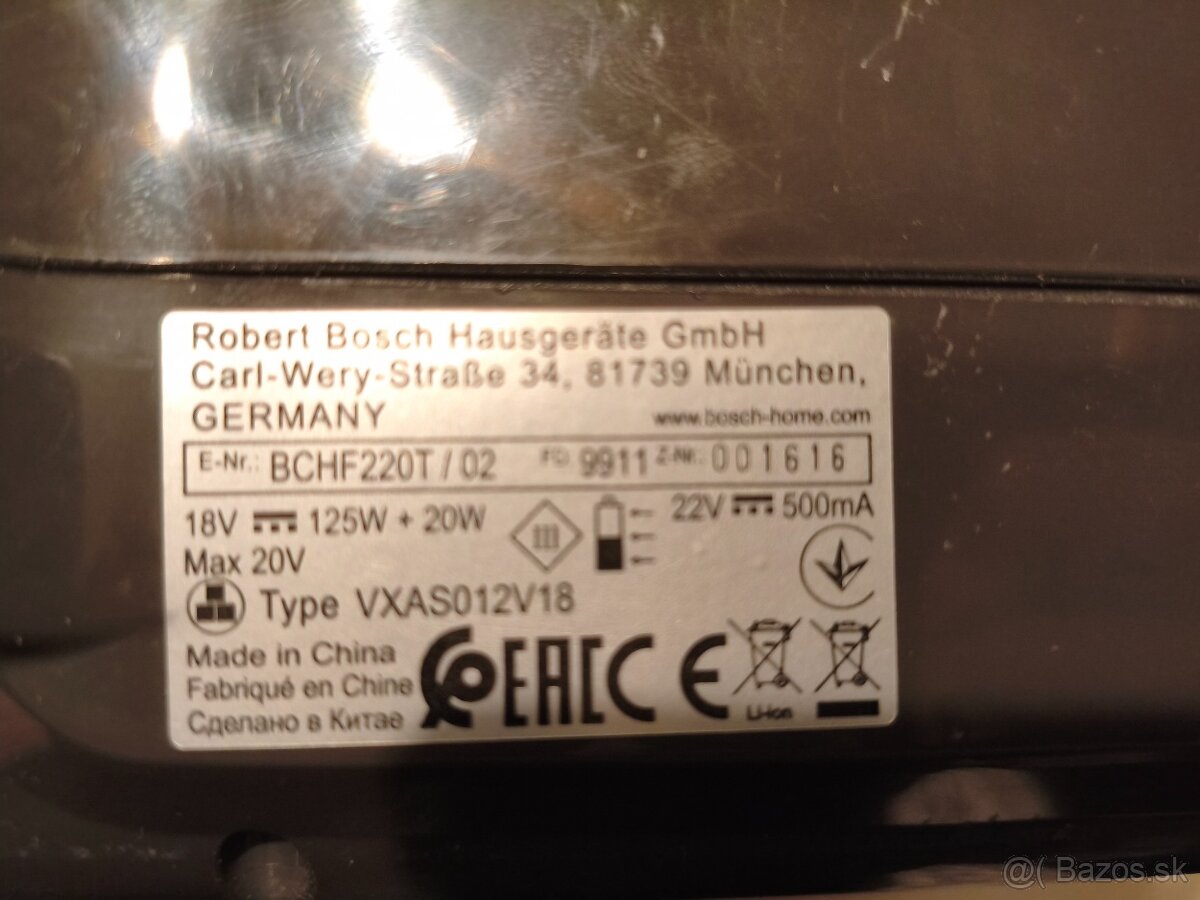 Robert Bosch Hausgeräte GmbH
Carl-Wery-Straße 34, 81739 München,
GERMANY www.bosch-home.com
E-Nr.: BCHF220T / 02 FD 9911 Z-Nr.: 001616
18V 125W + 20W III 22V 500mA
Max 20V
Type VXAS012V18
Made in China
Fabriqué en Chine
Сделано в Китае
EAC CE
Li-Ion
@( Bazos.sk